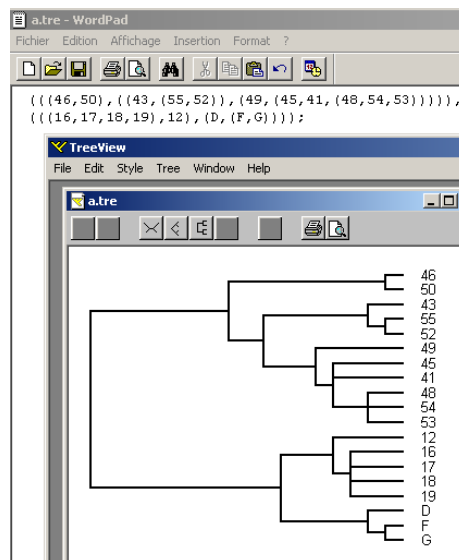 a.tre - WordPad
Fichier Edition Affichage Insertion Format ?
(((46,50),((43,(55,52)),(49,(45,41,(48,54,53))))),
(((16,17,18,19),12),(D,(F,G))));
TreeView
File Edit Style Tree Window Help
a.tre
46
50
43
55
52
49
45
41
48
54
53
12
16
17
18
19
D
F
G